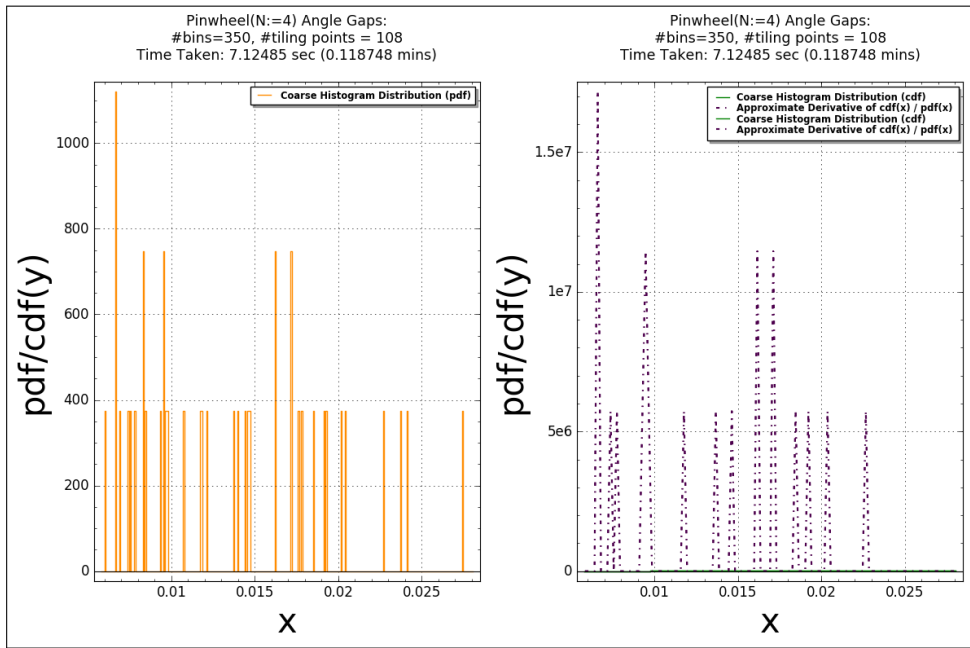 Pinwheel(N:=4) Angle Gaps:
#bins=350, #tiling points = 108
Time Taken: 7.12485 sec (0.118748 mins)
Coarse Histogram Distribution (pdf)
pdf/cdf(y)
1000
800
600
400
200
0
0.01
0.015
0.02
0.025
x
Pinwheel(N:=4) Angle Gaps:
#bins=350, #tiling points = 108
Time Taken: 7.12485 sec (0.118748 mins)
Coarse Histogram Distribution (cdf)
Approximate Derivative of cdf(x) / pdf(x)
Coarse Histogram Distribution (cdf)
Approximate Derivative of cdf(x) / pdf(x)
pdf/cdf(y)
1.5e7
1e7
5e6
0
0.01
0.015
0.02
0.025
x